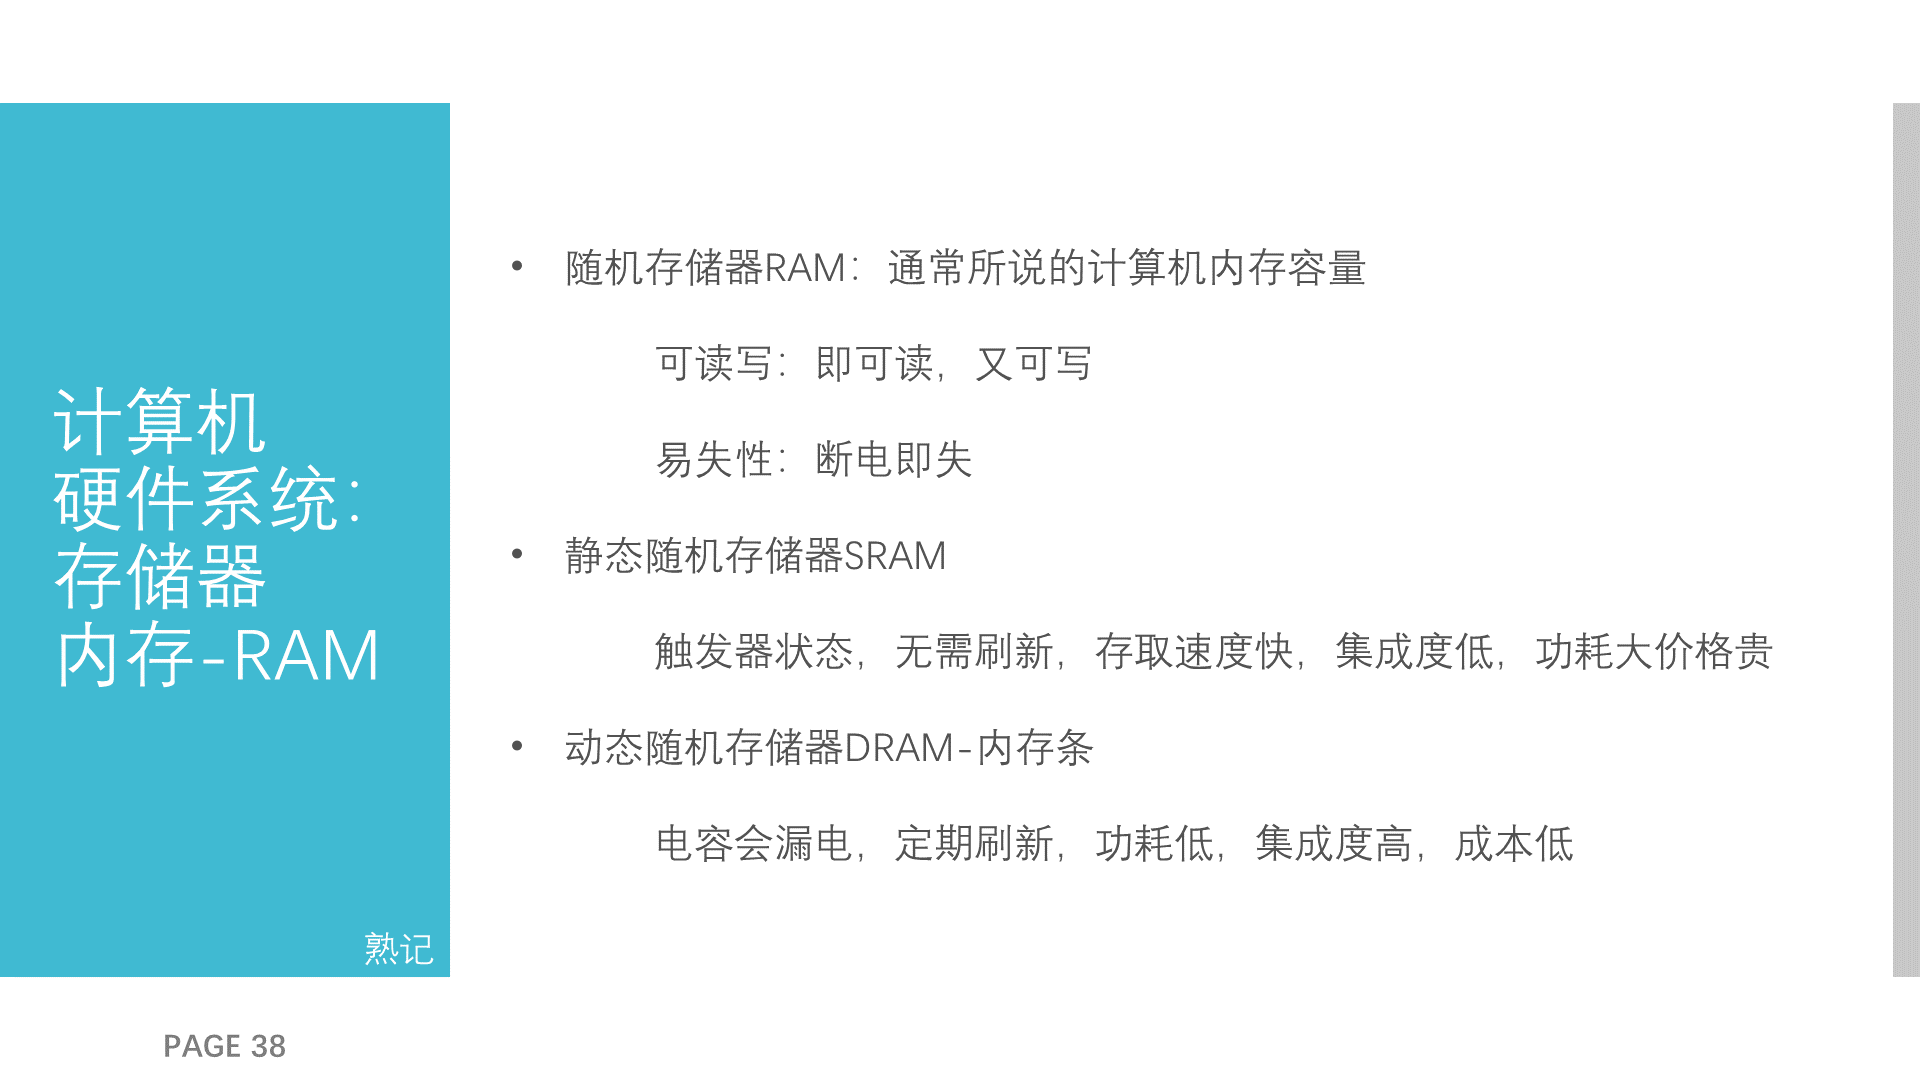 计算机
硬件系统：
存储器
内存-RAM
熟记
• 随机存储器RAM：通常所说的计算机内存容量
可读写：即可读，又可写
易失性：断电即失
• 静态随机存储器SRAM
触发器状态，无需刷新，存取速度快，集成度低，功耗大价格贵
• 动态随机存储器DRAM-内存条
电容会漏电，定期刷新，功耗低，集成度高，成本低
PAGE 38